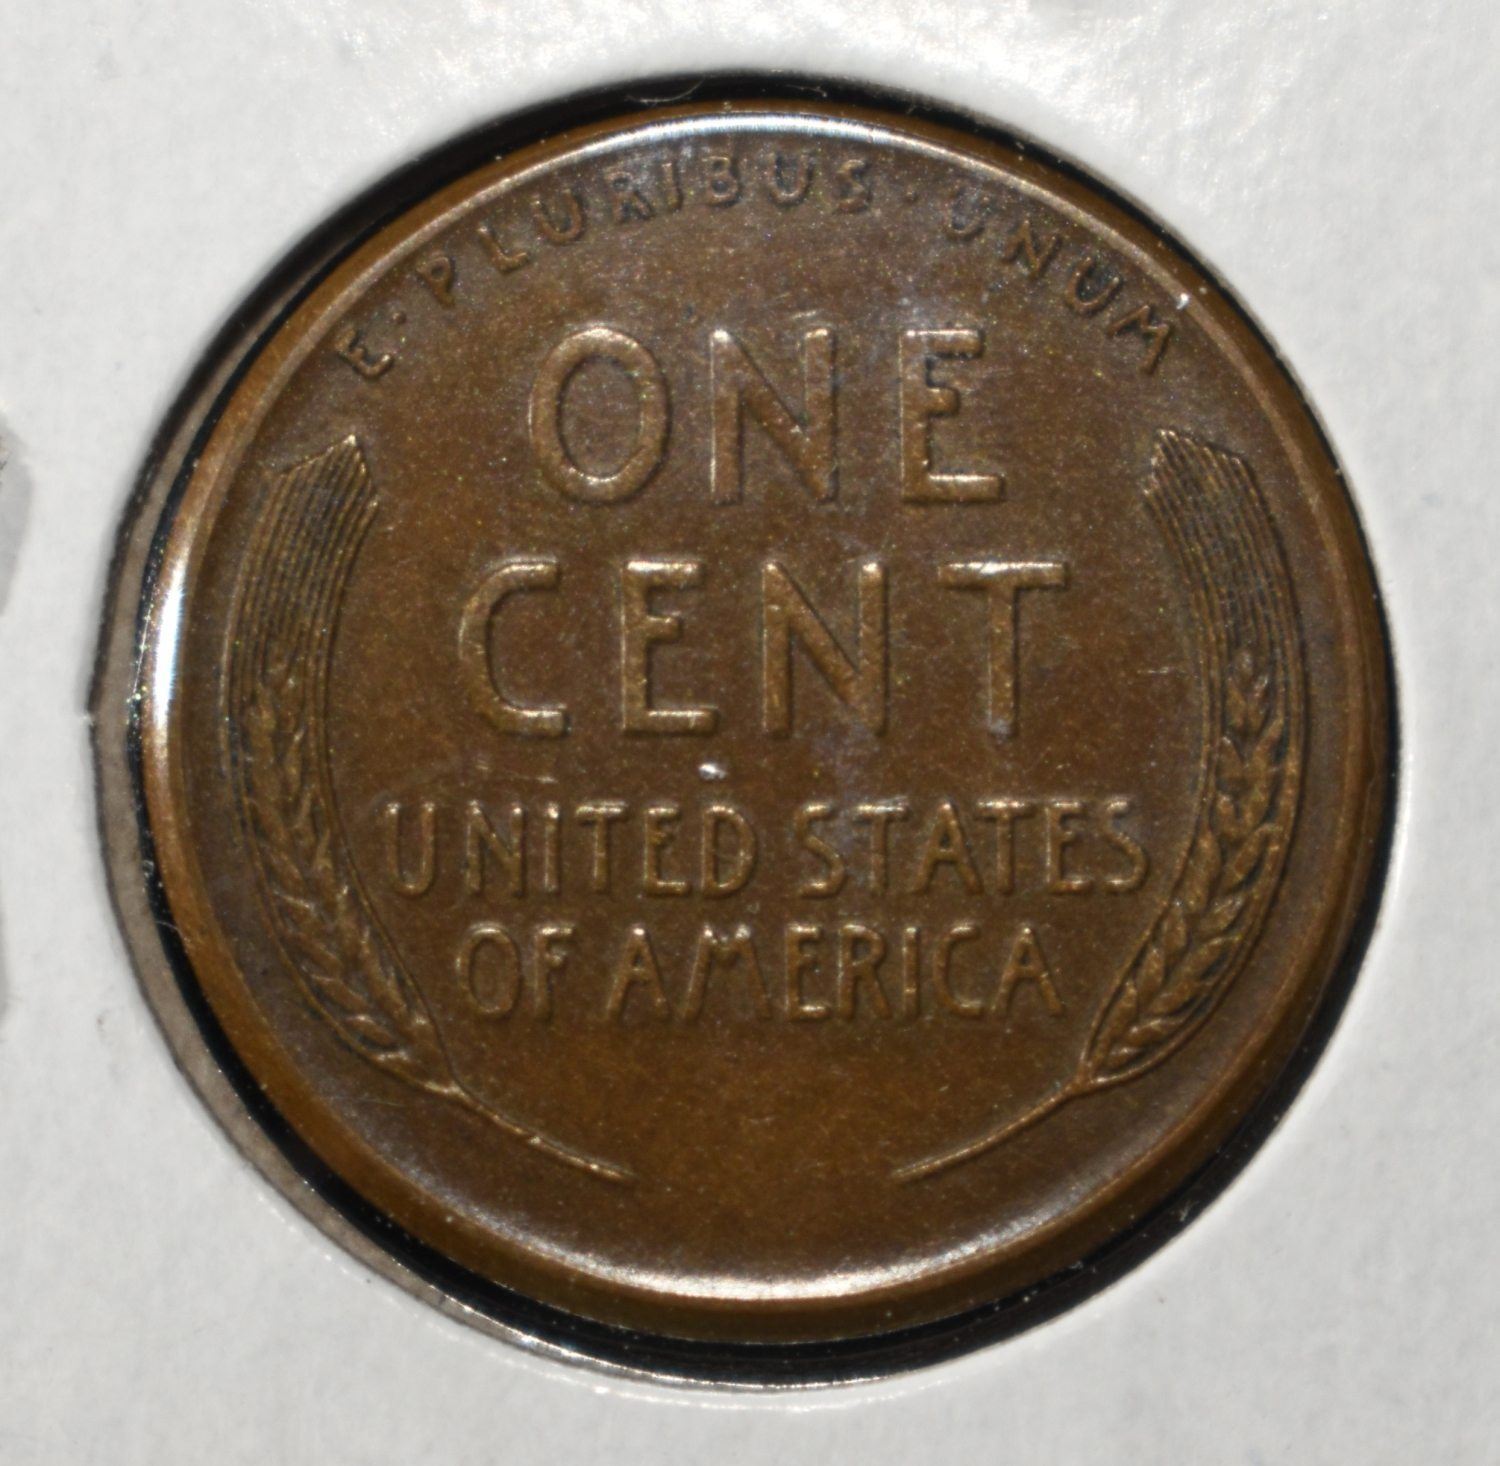 E·PLURIBUS·UNUM
ONE
CENT
UNITED STATES
OF AMERICA